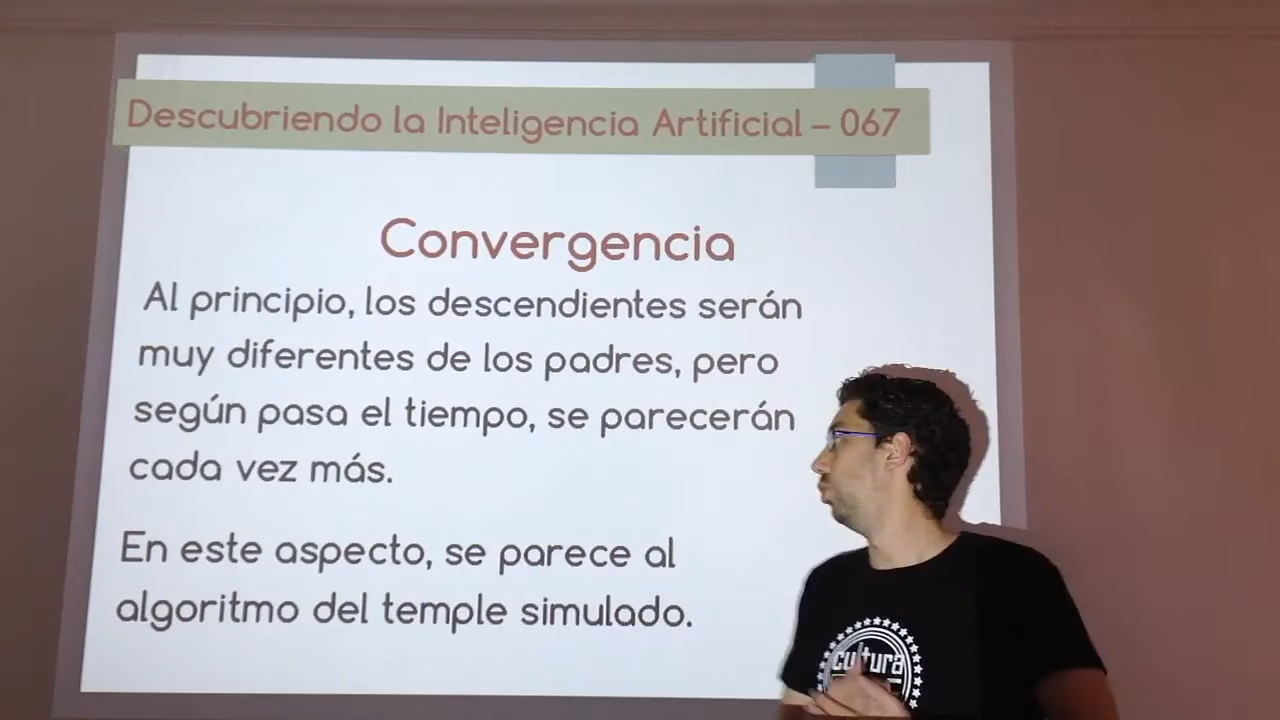 Descubriendo la Inteligencia Artificial – 067
Convergencia
Al principio, los descendientes serán
muy diferentes de los padres, pero
según pasa el tiempo, se parecerán
cada vez más.
En este aspecto, se parece al
algoritmo del temple simulado.
cultura